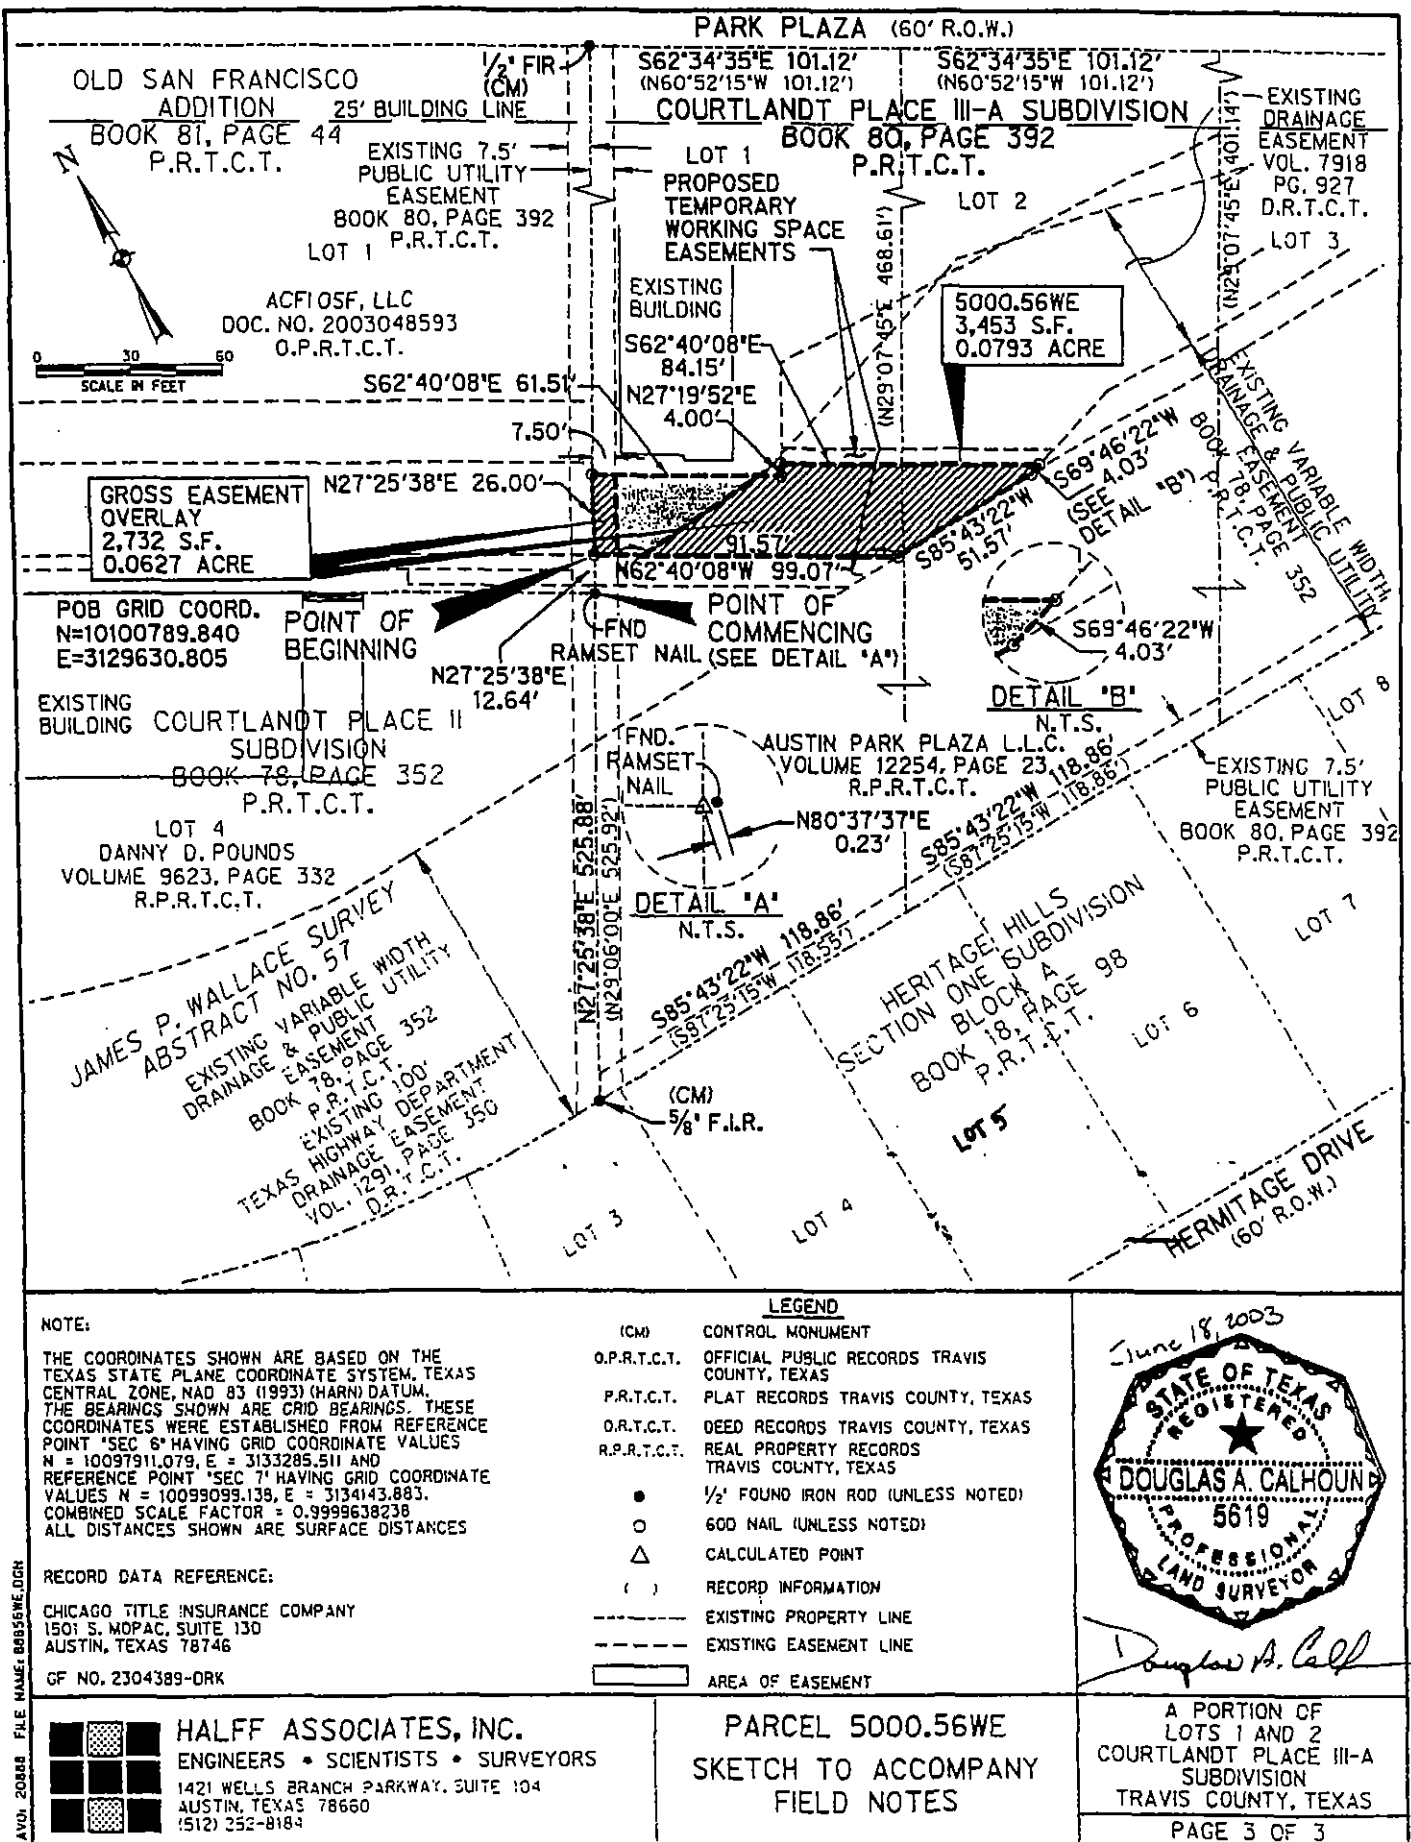 PARK PLAZA (60' R.O.W.)
1/2" FIR
(CM)
S62°34'35"E 101.12'
(N60°52'15"W 101.12')
S62°34'35"E 101.12'
(N60°52'15"W 101.12')
OLD SAN FRANCISCO
ADDITION
BOOK 81, PAGE 44
P.R.T.C.T.
25' BUILDING LINE
COURTLANDT PLACE III-A SUBDIVISION
BOOK 80, PAGE 392
P.R.T.C.T.
EXISTING
DRAINAGE
EASEMENT
VOL. 7918
PG. 927
D.R.T.C.T.
LOT 3
(N29°07'45"E 401.14')
N
EXISTING 7.5'
PUBLIC UTILITY
EASEMENT
BOOK 80, PAGE 392
P.R.T.C.T.
LOT 1
LOT 1
PROPOSED
TEMPORARY
WORKING SPACE
EASEMENTS
LOT 2
(N29°07'45"E 468.61')
ACFI OSF, LLC
DOC. NO. 2003048593
O.P.R.T.C.T.
0 30 60
SCALE IN FEET
EXISTING
BUILDING
S62°40'08"E
84.15'
N27°19'52"E
4.00'
5000.56WE
3,453 S.F.
0.0793 ACRE
S62°40'08"E 61.51'
7.50'
GROSS EASEMENT
OVERLAY
2,732 S.F.
0.0627 ACRE
N27°25'38"E 26.00'
91.57'
N62°40'08"W 99.07'
S85°43'22"W
51.57'
S69°46'22"W
4.03'
(SEE
DETAIL "B")
EXISTING VARIABLE WIDTH
DRAINAGE & PUBLIC UTILITY
EASEMENT
BOOK 78, PAGE 352
P.R.T.C.T.
POB GRID COORD.
N=10100789.840
E=3129630.805
POINT OF
BEGINNING
FND
RAMSET NAIL
POINT OF
COMMENCING
(SEE DETAIL "A")
N27°25'38"E
12.64'
S69°46'22"W
4.03'
DETAIL "B"
N.T.S.
EXISTING
BUILDING
COURTLANDT PLACE II
SUBDIVISION
BOOK 78, PAGE 352
P.R.T.C.T.
LOT 4
DANNY D. POUNDS
VOLUME 9623, PAGE 332
R.P.R.T.C.T.
FND.
RAMSET
NAIL
N80°37'37"E
0.23'
DETAIL "A"
N.T.S.
AUSTIN PARK PLAZA L.L.C.
VOLUME 12254, PAGE 23
R.P.R.T.C.T.
LOT 8
EXISTING 7.5'
PUBLIC UTILITY
EASEMENT
BOOK 80, PAGE 392
P.R.T.C.T.
S85°43'22"W 118.86'
(S87°25'15"W 118.86')
N27°25'38"E 525.88'
(N29°06'00"E 525.92')
S85°43'22"W 118.86'
(S87°23'15"W 118.55')
JAMES P. WALLACE SURVEY
ABSTRACT NO. 57
EXISTING VARIABLE WIDTH
DRAINAGE & PUBLIC UTILITY
EASEMENT
BOOK 78, PAGE 352
P.R.T.C.T.
EXISTING 100'
TEXAS HIGHWAY DEPARTMENT
DRAINAGE EASEMENT
VOL. 1291, PAGE 350
D.R.T.C.T.
HERITAGE HILLS
SECTION ONE SUBDIVISION
BLOCK A
BOOK 18, PAGE 98
P.R.T.C.T.
LOT 7
LOT 6
LOT 5
LOT 4
LOT 3
(CM)
5/8" F.I.R.
HERMITAGE DRIVE
(60' R.O.W.)
NOTE:
THE COORDINATES SHOWN ARE BASED ON THE
TEXAS STATE PLANE COORDINATE SYSTEM, TEXAS
CENTRAL ZONE, NAD 83 (1993) (HARN) DATUM.
THE BEARINGS SHOWN ARE GRID BEARINGS. THESE
COORDINATES WERE ESTABLISHED FROM REFERENCE
POINT "SEC 6" HAVING GRID COORDINATE VALUES
N = 10097911.079, E = 3133285.511 AND
REFERENCE POINT "SEC 7" HAVING GRID COORDINATE
VALUES N = 10099099.138, E = 3134143.883.
COMBINED SCALE FACTOR = 0.9999638238
ALL DISTANCES SHOWN ARE SURFACE DISTANCES
RECORD DATA REFERENCE:
CHICAGO TITLE INSURANCE COMPANY
1501 S. MOPAC, SUITE 130
AUSTIN, TEXAS 78746
GF NO. 2304389-DRK
LEGEND
(CM) CONTROL MONUMENT
O.P.R.T.C.T. OFFICIAL PUBLIC RECORDS TRAVIS
COUNTY, TEXAS
P.R.T.C.T. PLAT RECORDS TRAVIS COUNTY, TEXAS
D.R.T.C.T. DEED RECORDS TRAVIS COUNTY, TEXAS
R.P.R.T.C.T. REAL PROPERTY RECORDS
TRAVIS COUNTY, TEXAS
1/2" FOUND IRON ROD (UNLESS NOTED)
60D NAIL (UNLESS NOTED)
CALCULATED POINT
( ) RECORD INFORMATION
EXISTING PROPERTY LINE
EXISTING EASEMENT LINE
AREA OF EASEMENT
June 18, 2003
STATE OF TEXAS
REGISTERED
DOUGLAS A. CALHOUN
5619
PROFESSIONAL
LAND SURVEYOR
AVO: 20888 FILE NAME: 8856WE.DGN
HALFF ASSOCIATES, INC.
ENGINEERS • SCIENTISTS • SURVEYORS
1421 WELLS BRANCH PARKWAY, SUITE 104
AUSTIN, TEXAS 78660
(512) 252-8184
PARCEL 5000.56WE
SKETCH TO ACCOMPANY
FIELD NOTES
A PORTION OF
LOTS 1 AND 2
COURTLANDT PLACE III-A
SUBDIVISION
TRAVIS COUNTY, TEXAS
PAGE 3 OF 3